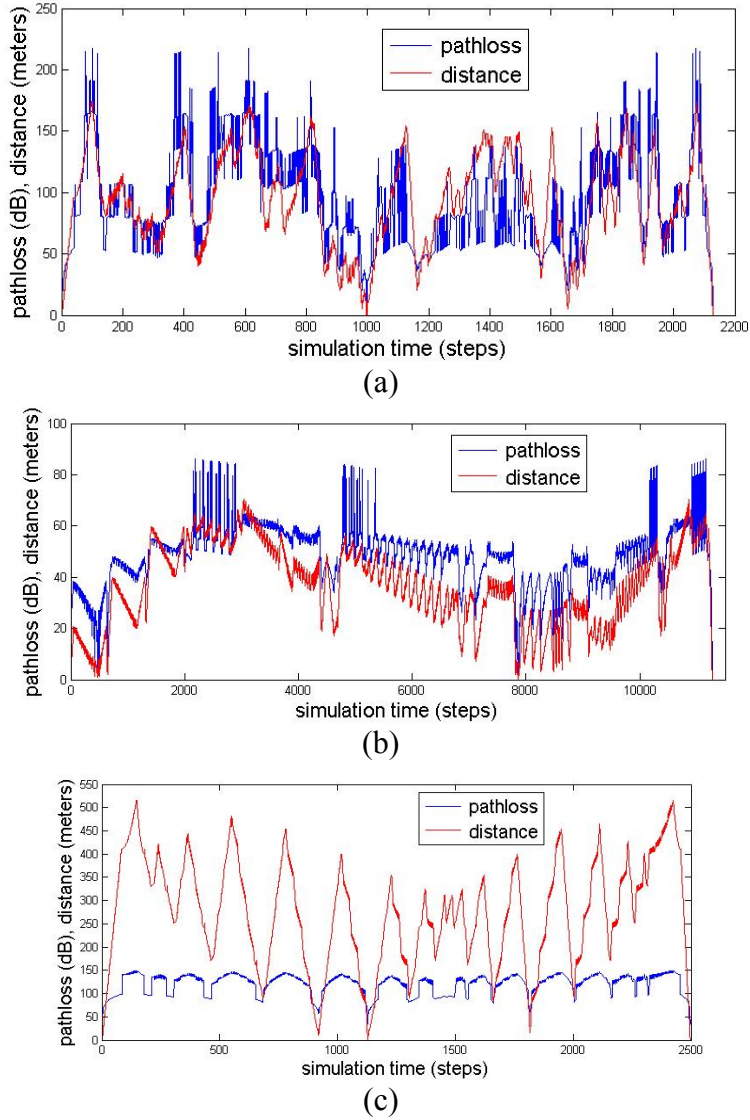 250
200
150
100
50
0
pathloss (dB), distance (meters)
pathloss
distance
0 200 400 600 800 1000 1200 1400 1600 1800 2000 2200
simulation time (steps)
(a)
100
80
60
40
20
0
pathloss (dB), distance (meters)
pathloss
distance
0 2000 4000 6000 8000 10000
simulation time (steps)
(b)
550
500
450
400
350
300
250
200
150
100
50
0
pathloss (dB), distance (meters)
pathloss
distance
0 500 1000 1500 2000 2500
simulation time (steps)
(c)